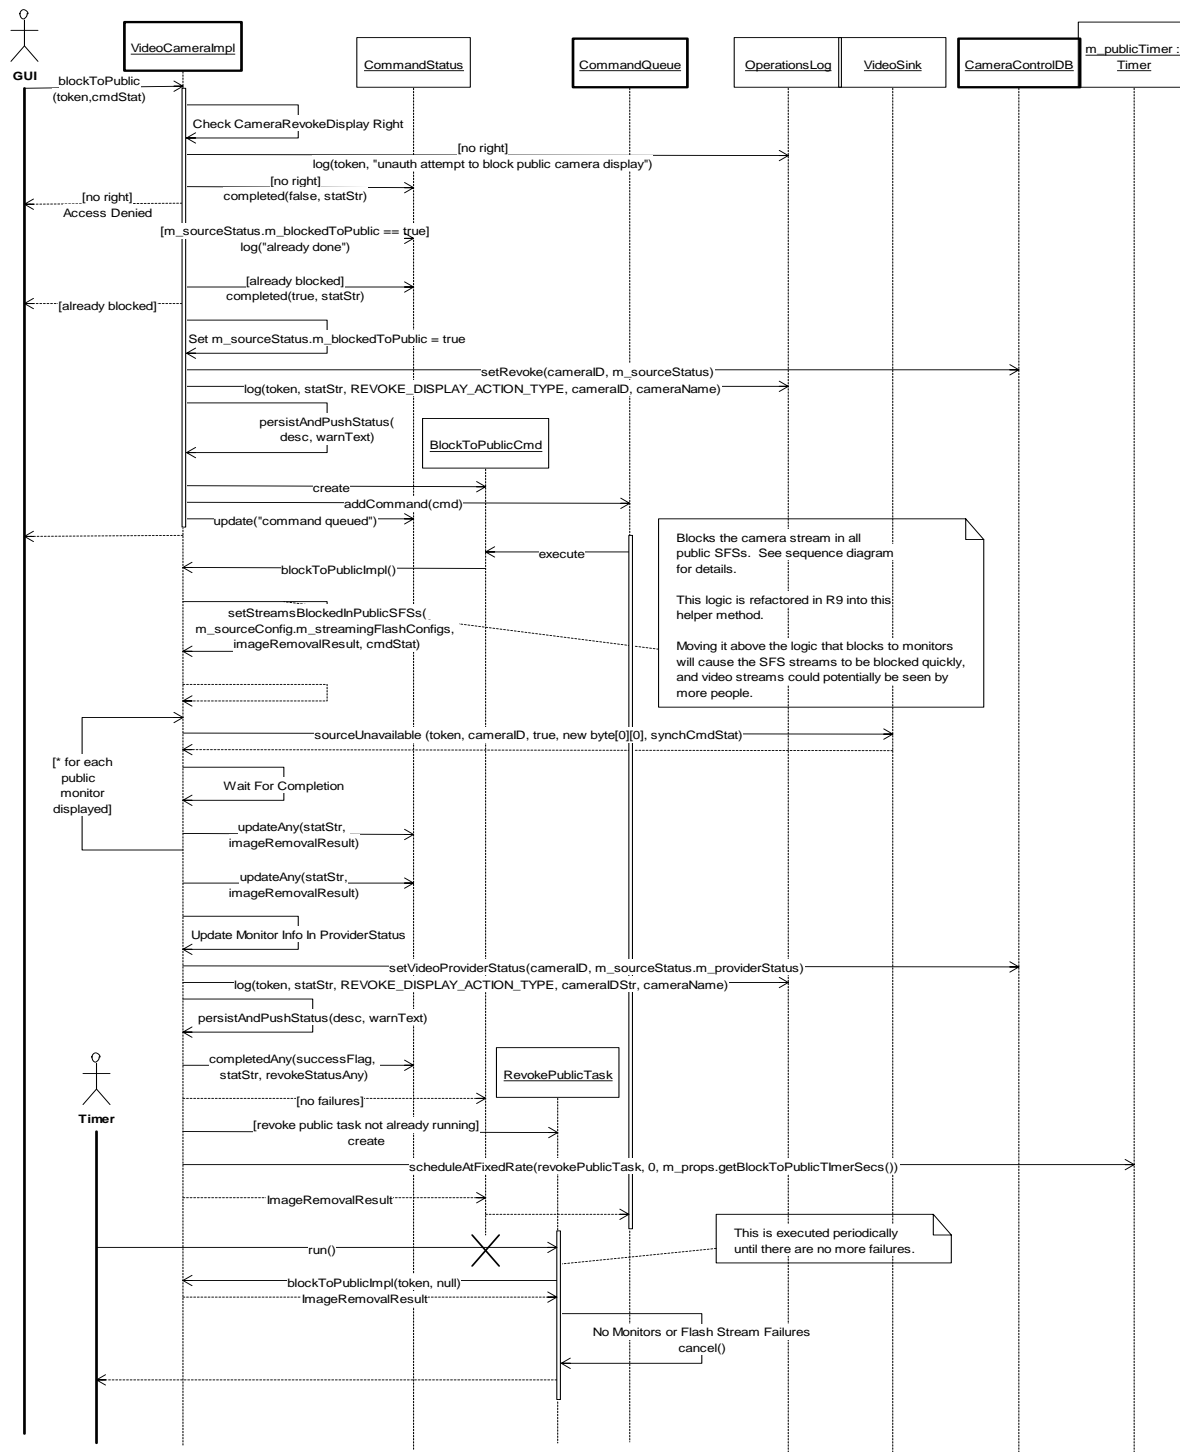 GUI
VideoCameraImpl
CommandStatus
CommandQueue
OperationsLog
VideoSink
CameraControlDB
m_publicTimer :
Timer
blockToPublic
(token,cmdStat)
Check CameraRevokeDisplay Right
[no right]
log(token, "unauth attempt to block public camera display")
[no right]
completed(false, statStr)
[no right]
Access Denied
[m_sourceStatus.m_blockedToPublic == true]
log("already done")
[already blocked]
completed(true, statStr)
[already blocked]
Set m_sourceStatus.m_blockedToPublic = true
setRevoke(cameraID, m_sourceStatus)
log(token, statStr, REVOKE_DISPLAY_ACTION_TYPE, cameraID, cameraName)
persistAndPushStatus(
desc, warnText)
BlockToPublicCmd
create
addCommand(cmd)
update("command queued")
execute
blockToPublicImpl()
Blocks the camera stream in all
public SFSs. See sequence diagram
for details.
This logic is refactored in R9 into this
helper method.
Moving it above the logic that blocks to monitors
will cause the SFS streams to be blocked quickly,
and video streams could potentially be seen by
more people.
setStreamsBlockedInPublicSFSs(
m_sourceConfig.m_streamingFlashConfigs,
imageRemovalResult, cmdStat)
sourceUnavailable (token, cameraID, true, new byte[0][0], synchCmdStat)
[* for each
public
monitor
displayed]
Wait For Completion
updateAny(statStr,
imageRemovalResult)
updateAny(statStr,
imageRemovalResult)
Update Monitor Info In ProviderStatus
setVideoProviderStatus(cameraID, m_sourceStatus.m_providerStatus)
log(token, statStr, REVOKE_DISPLAY_ACTION_TYPE, cameraIDStr, cameraName)
persistAndPushStatus(desc, warnText)
completedAny(successFlag,
statStr, revokeStatusAny)
RevokePublicTask
Timer
[no failures]
[revoke public task not already running]
create
scheduleAtFixedRate(revokePublicTask, 0, m_props.getBlockToPublicTImerSecs())
ImageRemovalResult
This is executed periodically
until there are no more failures.
run()
blockToPublicImpl(token, null)
ImageRemovalResult
No Monitors or Flash Stream Failures
cancel()